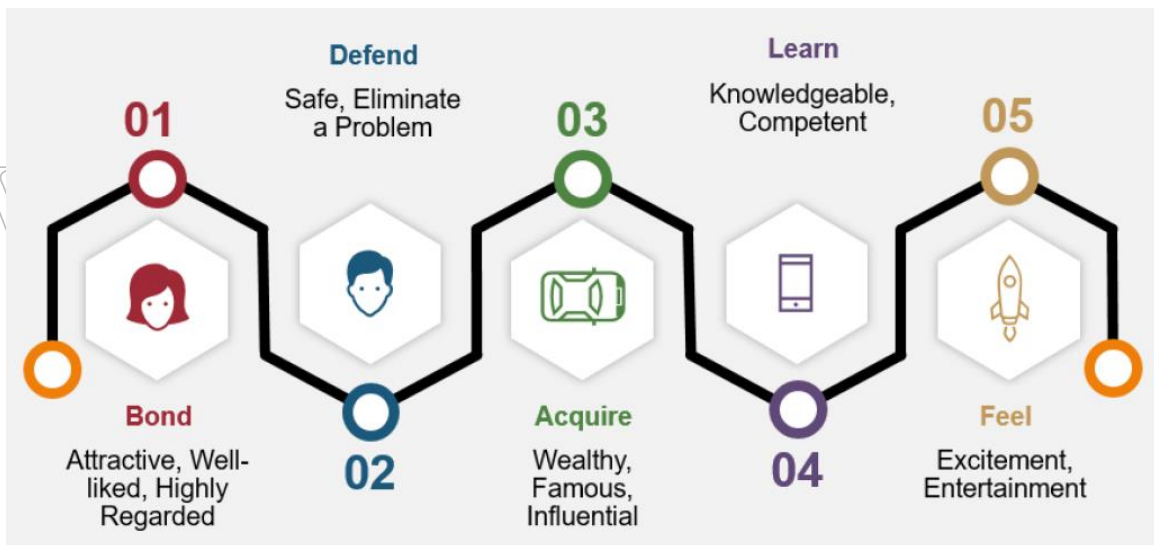 01
Bond
Attractive, Well-
liked, Highly
Regarded
Defend
Safe, Eliminate
a Problem
02
03
Acquire
Wealthy,
Famous,
Influential
Learn
Knowledgeable,
Competent
04
05
Feel
Excitement,
Entertainment